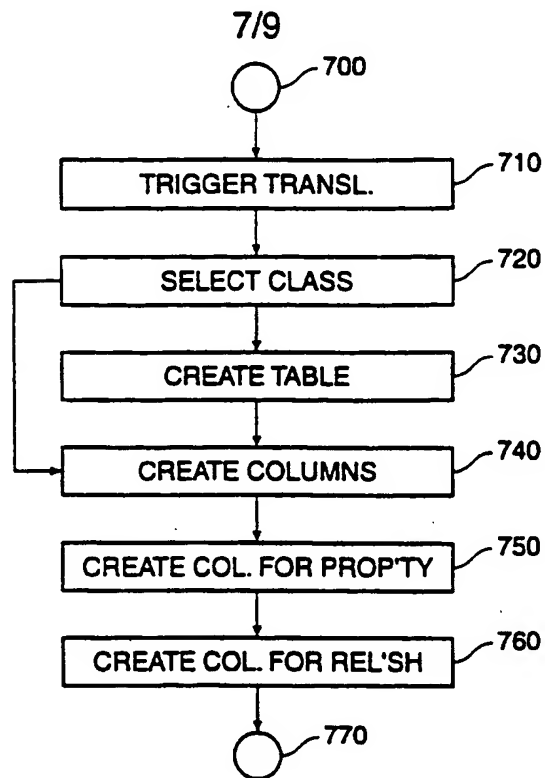 7/9
700
TRIGGER TRANSL.
710
SELECT CLASS
720
CREATE TABLE
730
CREATE COLUMNS
740
CREATE COL. FOR PROP'TY
750
CREATE COL. FOR REL'SH
760
770